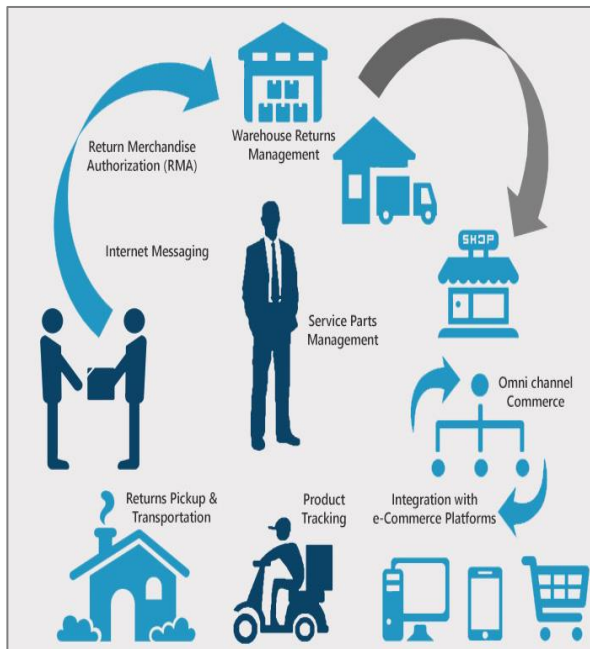 Warehouse Returns
Management
Return Merchandise
Authorization (RMA)
SHOP
Internet Messaging
Service Parts
Management
Omni channel
Commerce
Returns Pickup &
Transportation
Product
Tracking
Integration with
e-Commerce Platforms